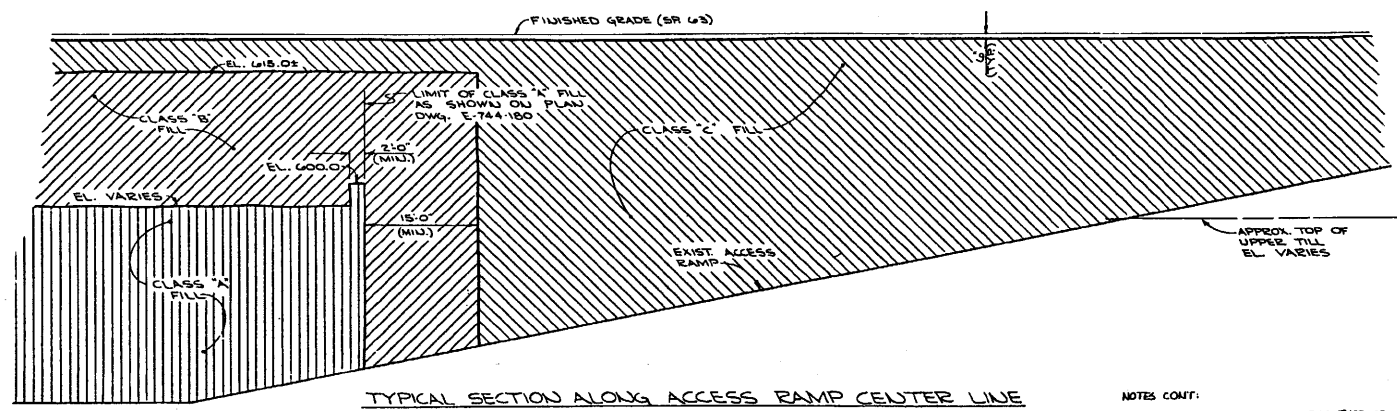 FINISHED GRADE (SR 63)
6"
(TYP.)
EL. 615.0±
LIMIT OF CLASS "A" FILL
AS SHOWN ON PLAN
DWG. E-744-180
CLASS "B"
FILL
CLASS "C" FILL
2'-0"
(MIN.)
EL. 600.0
EL. VARIES
15'-0"
(MIN.)
APPROX. TOP OF
UPPER TILL
EL. VARIES
EXIST. ACCESS
RAMP
CLASS "A"
FILL
TYPICAL SECTION ALONG ACCESS RAMP CENTER LINE
NOTES CONT: